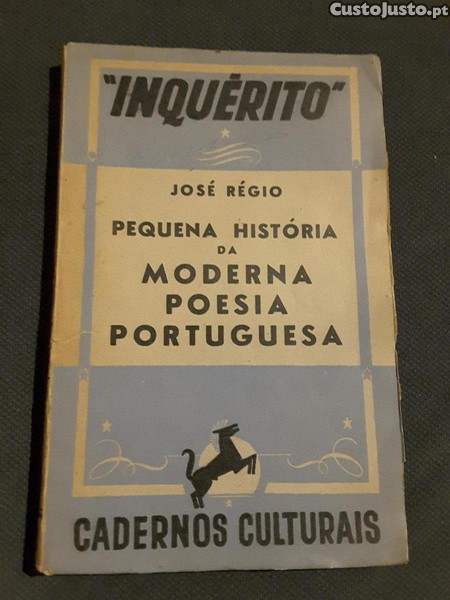 CustoJusto.pt
"INQUÉRITO"
JOSÉ RÉGIO
PEQUENA HISTÓRIA
DA
MODERNA
POESIA
PORTUGUESA
CADERNOS CULTURAIS